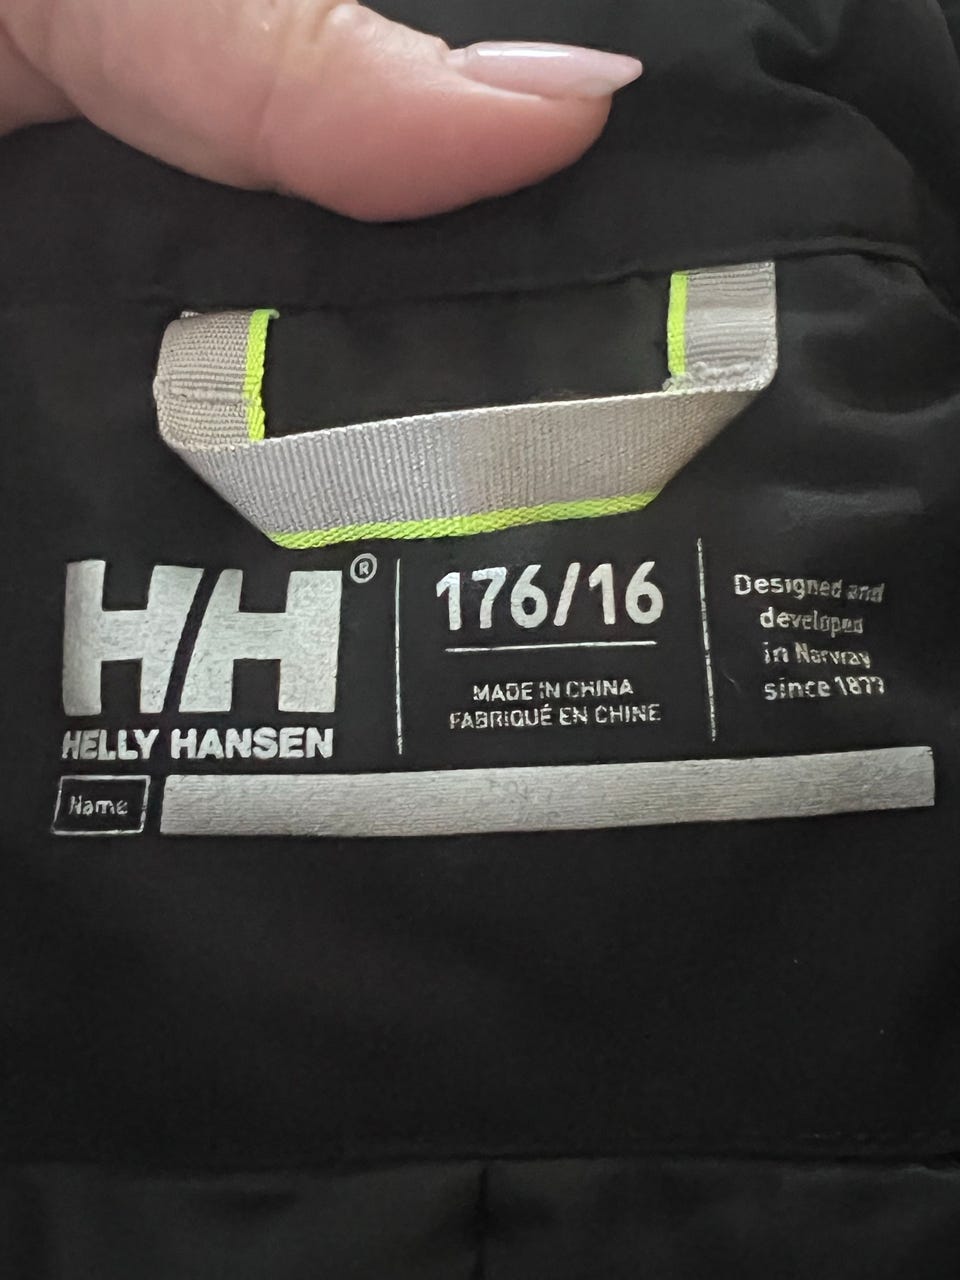 HH®
HELLY HANSEN
176/16
MADE IN CHINA
FABRIQUÉ EN CHINE
Designed and
developed
in Norway
since 1877
Name